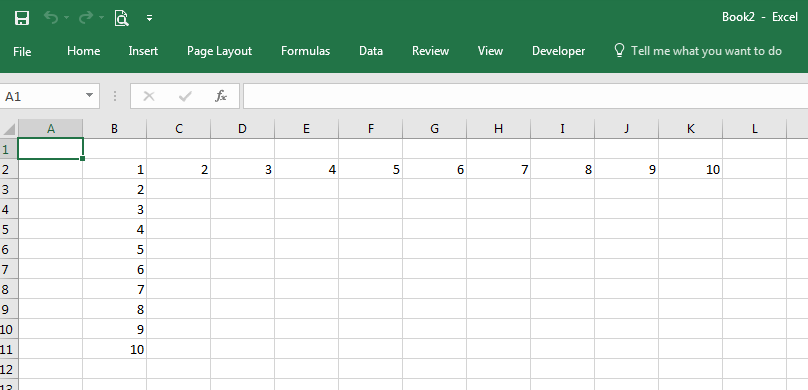 Book2 - Excel
File Home Insert Page Layout Formulas Data Review View Developer Tell me what you want to do
A1 fx
A B C D E F G H I J K L
1
2 1 2 3 4 5 6 7 8 9 10
3 2
4 3
5 4
6 5
7 6
8 7
9 8
10 9
11 10
12
13